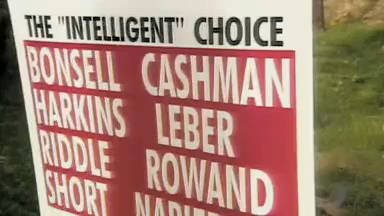 THE "INTELLIGENT" CHOICE
BONSELL CASHMAN
HARKINS LEBER
RIDDLE ROWAND
SHORT